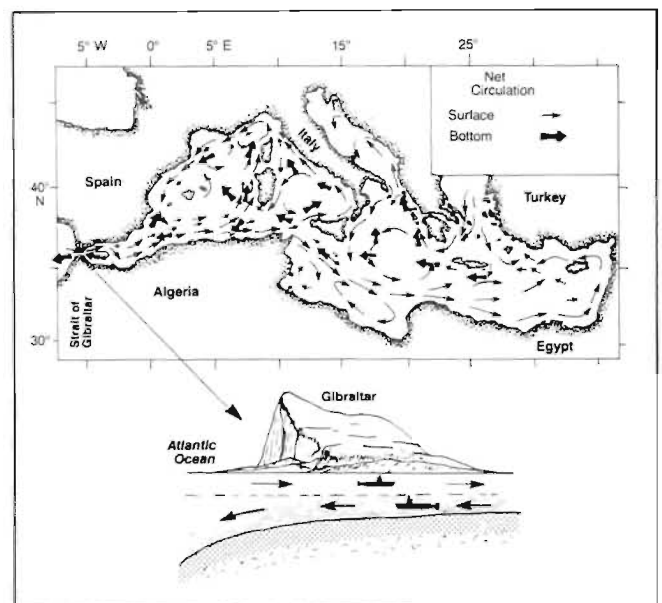 5° W 0° 5° E 15° 25°
Net
Circulation
Surface
Bottom
Italy
Spain
40°
N
Turkey
Algeria
Strait of
Gibraltar
30°
Egypt
Gibraltar
Atlantic
Ocean